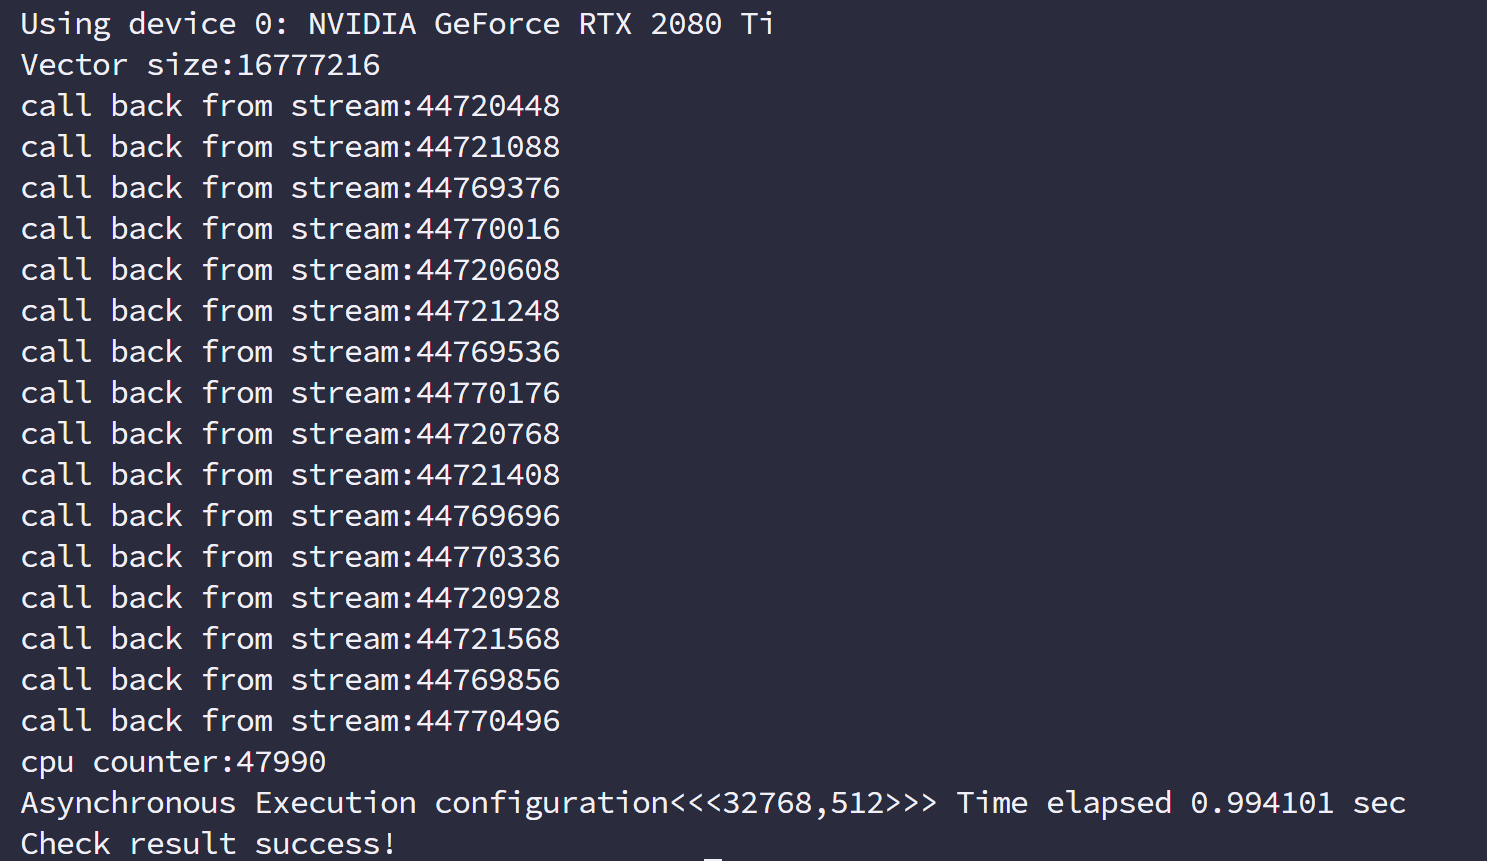 Using device 0: NVIDIA GeForce RTX 2080 Ti
Vector size:16777216
call back from stream:44720448
call back from stream:44721088
call back from stream:44769376
call back from stream:44770016
call back from stream:44720608
call back from stream:44721248
call back from stream:44769536
call back from stream:44770176
call back from stream:44720768
call back from stream:44721408
call back from stream:44769696
call back from stream:44770336
call back from stream:44720928
call back from stream:44721568
call back from stream:44769856
call back from stream:44770496
cpu counter:47990
Asynchronous Execution configuration<<<32768,512>>> Time elapsed 0.994101 sec
Check result success!